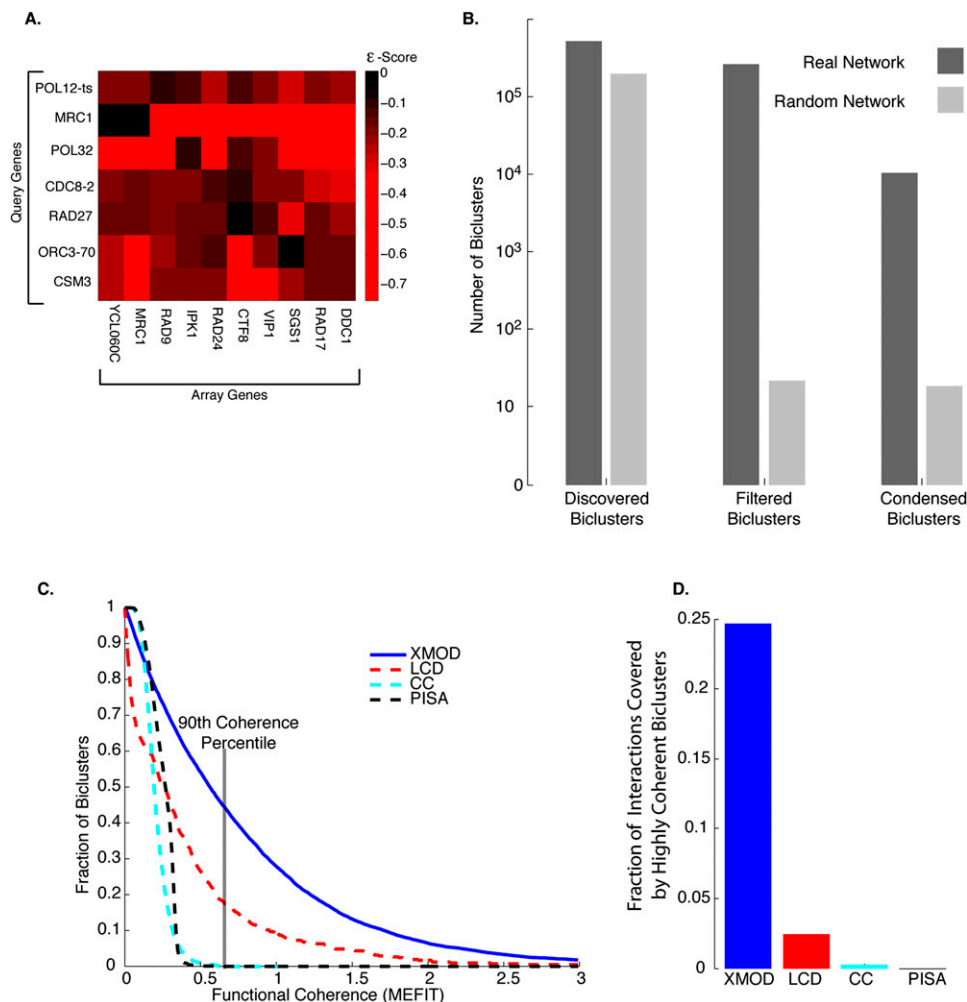 A.
ε-Score
0
−0.1
−0.2
−0.3
−0.4
−0.5
−0.6
−0.7
Query Genes
POL12-ts
MRC1
POL32
CDC8-2
RAD27
ORC3-70
CSM3
YCL060C
MRC1
RAD9
IPK1
RAD24
CTF8
VIP1
SGS1
RAD17
DDC1
Array Genes
B.
Real Network
Random Network
Number of Biclusters
10^5
10^4
10^3
10^2
10
0
Discovered
Biclusters
Filtered
Biclusters
Condensed
Biclusters
C.
Fraction of Biclusters
1
0.9
0.8
0.7
0.6
0.5
0.4
0.3
0.2
0.1
0
XMOD
LCD
CC
PISA
90th Coherence
Percentile
0 0.5 1 1.5 2 2.5 3
Functional Coherence (MEFIT)
D.
Fraction of Interactions Covered
by Highly Coherent Biclusters
0.25
0.2
0.15
0.1
0.05
0
XMOD LCD CC PISA